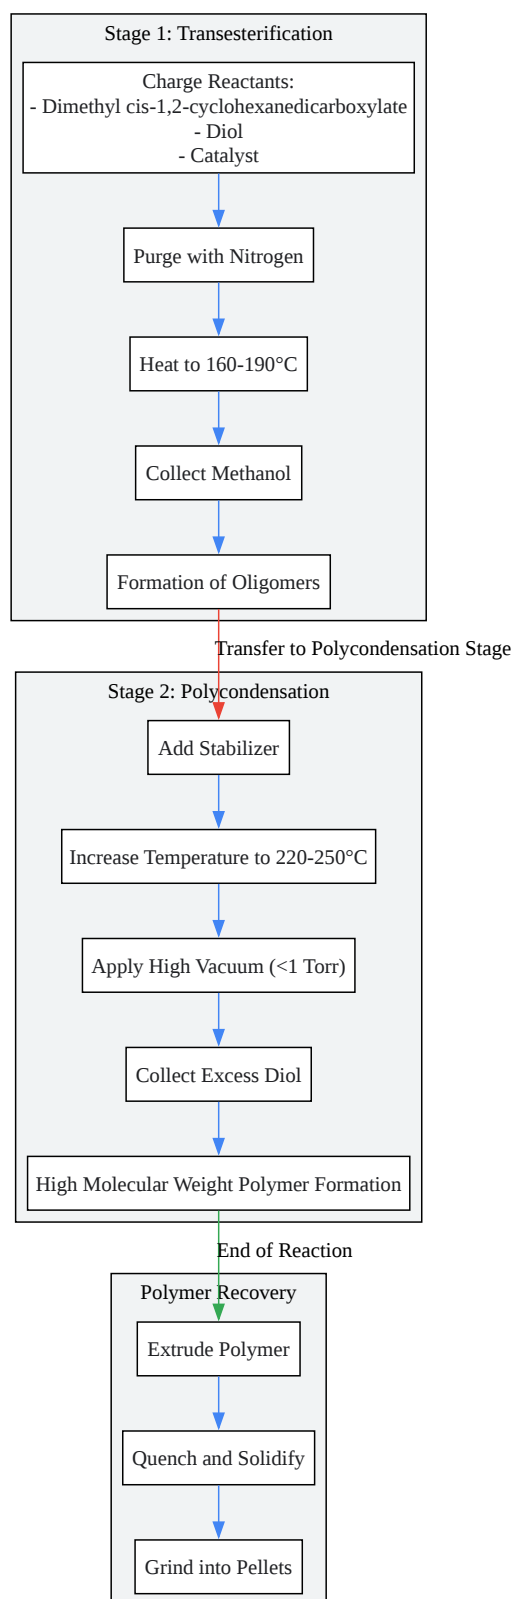 Stage 1: Transesterification
Charge Reactants:
- Dimethyl cis-1,2-cyclohexanedicarboxylate
- Diol
- Catalyst
Purge with Nitrogen
Heat to 160-190°C
Collect Methanol
Formation of Oligomers
Transfer to Polycondensation Stage
Stage 2: Polycondensation
Add Stabilizer
Increase Temperature to 220-250°C
Apply High Vacuum (<1 Torr)
Collect Excess Diol
High Molecular Weight Polymer Formation
End of Reaction
Polymer Recovery
Extrude Polymer
Quench and Solidify
Grind into Pellets